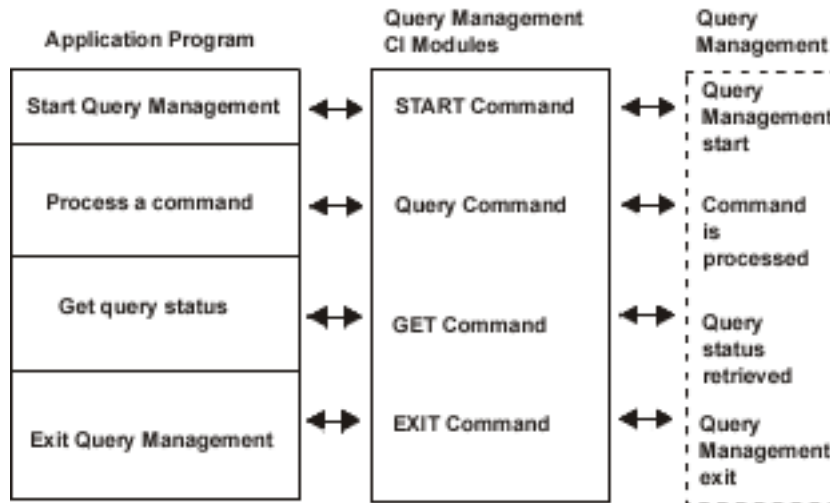 Application Program
Query Management
CI Modules
Query
Management
Start Query Management
START Command
Query
Management
start
Process a command
Query Command
Command
is
processed
Get query status
GET Command
Query
status
retrieved
Exit Query Management
EXIT Command
Query
Management
exit